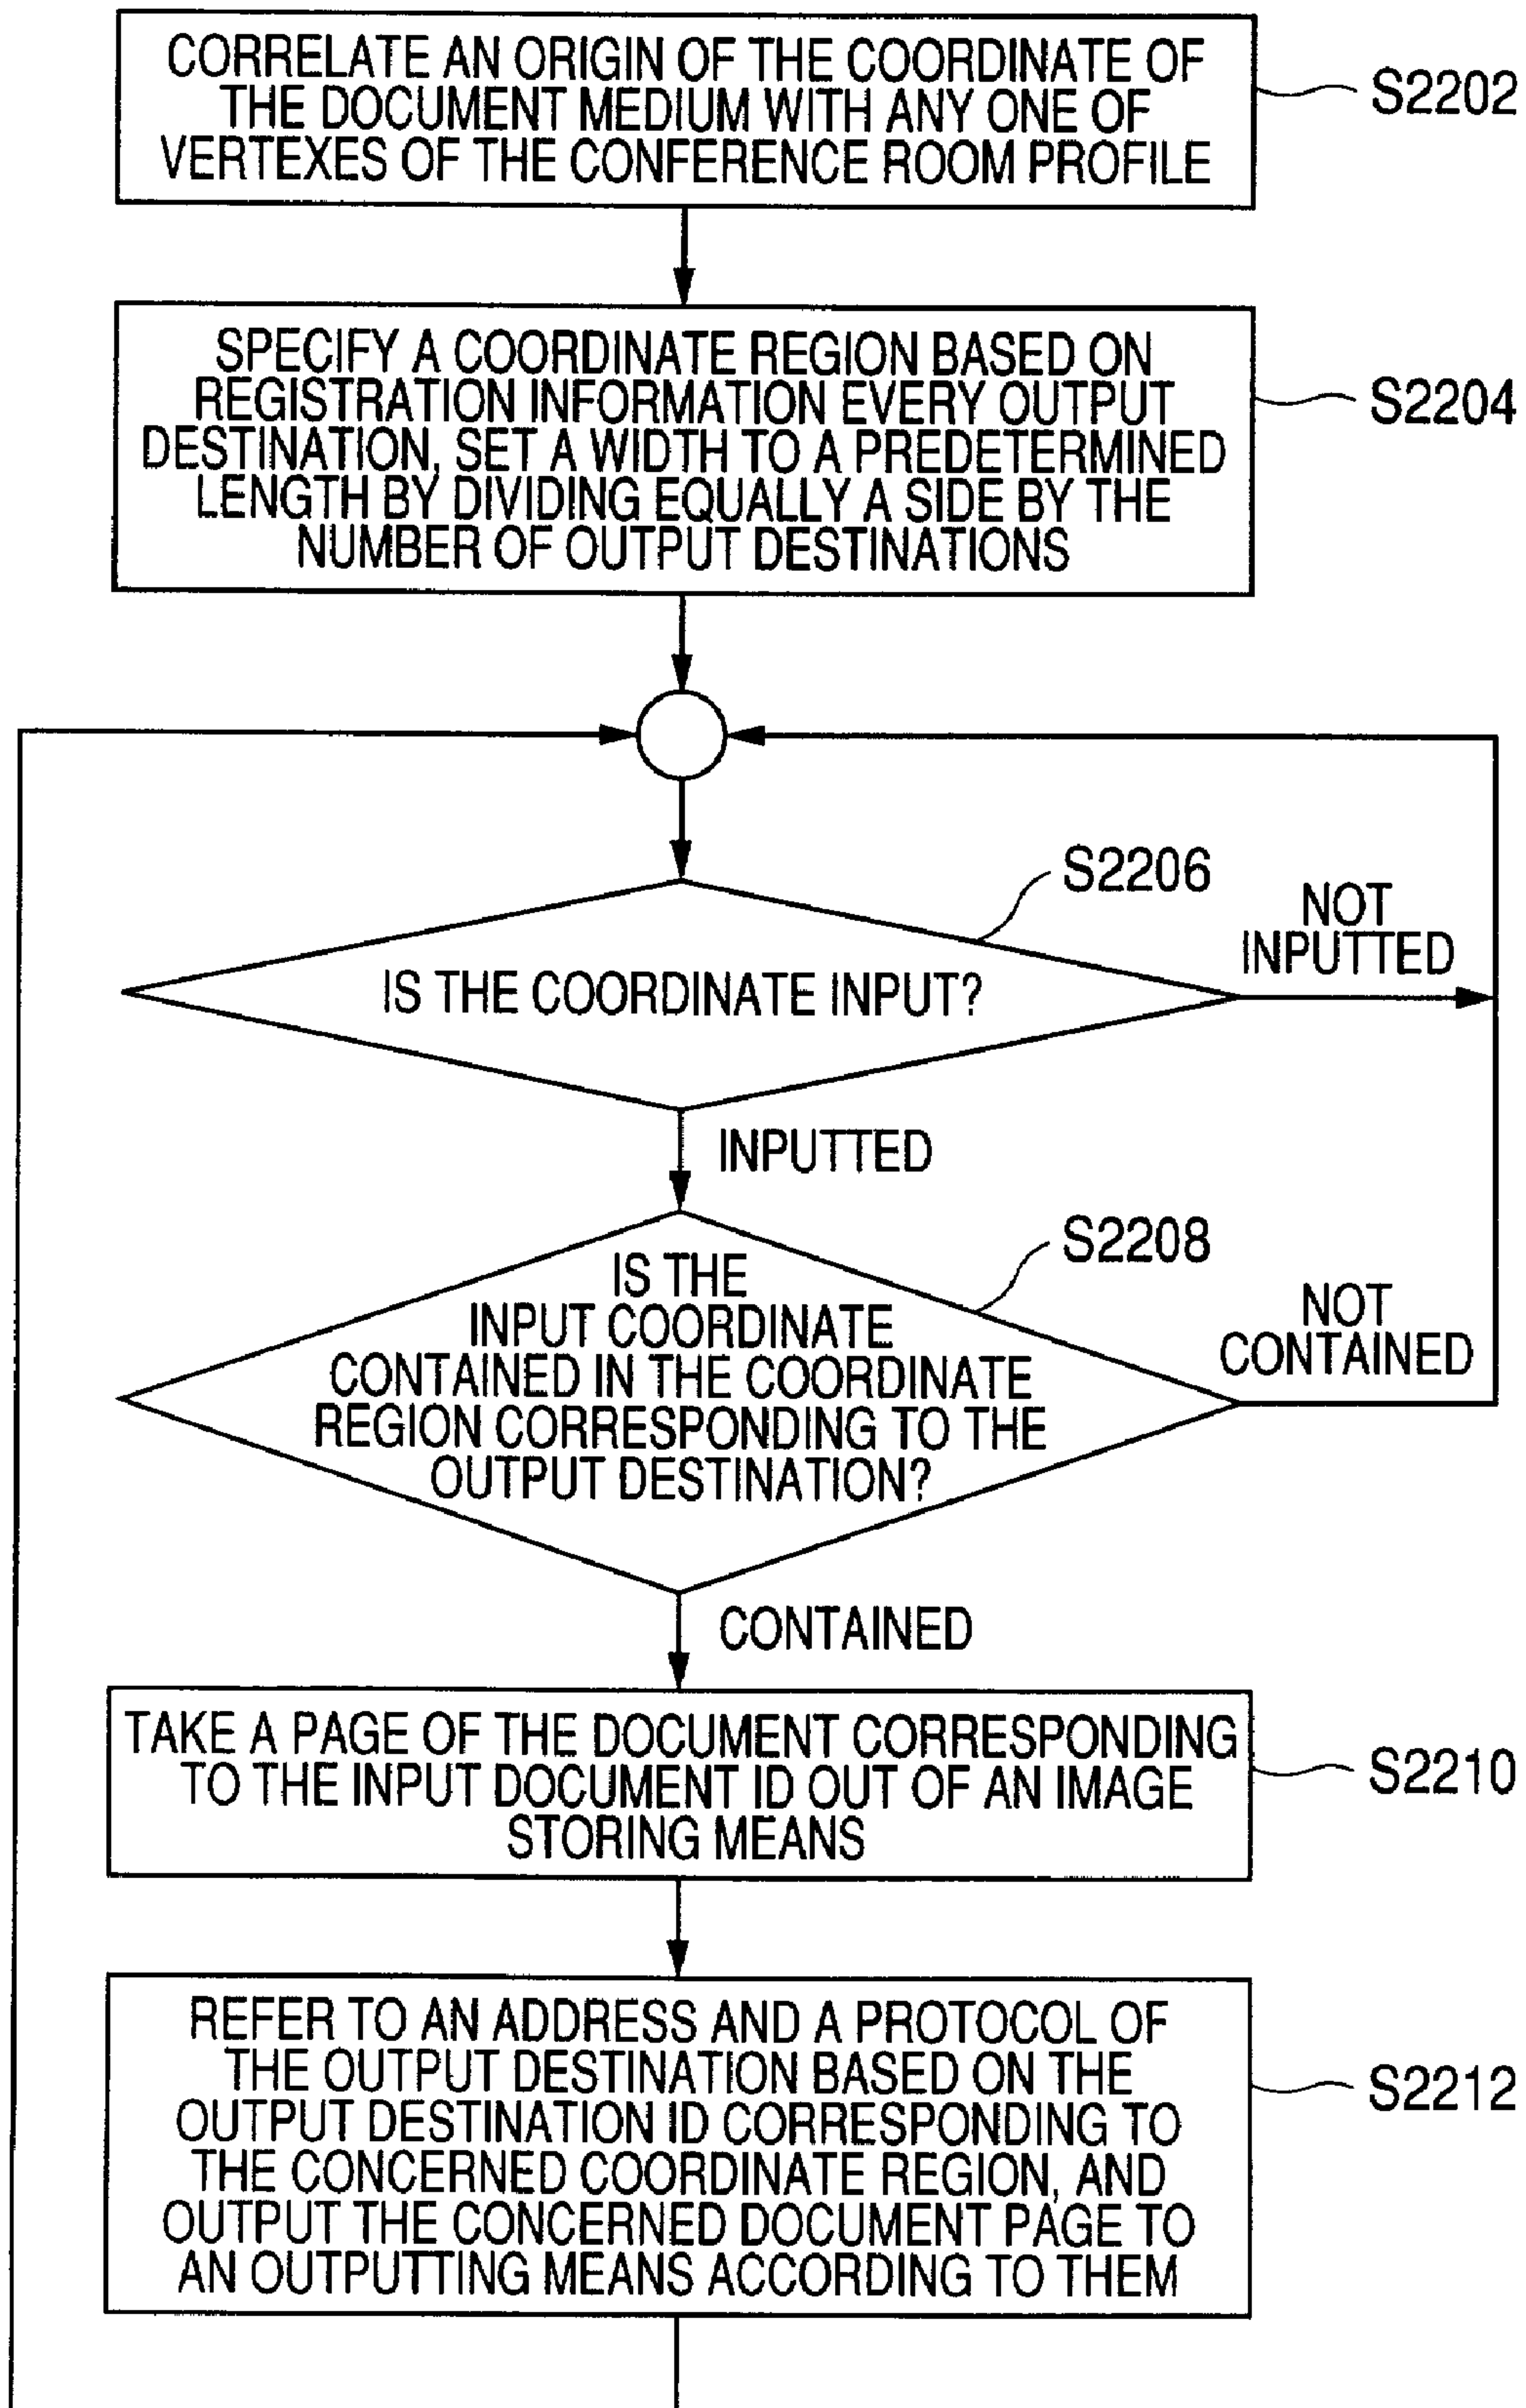 CORRELATE AN ORIGIN OF THE COORDINATE OF
THE DOCUMENT MEDIUM WITH ANY ONE OF
VERTEXES OF THE CONFERENCE ROOM PROFILE
S2202
SPECIFY A COORDINATE REGION BASED ON
REGISTRATION INFORMATION EVERY OUTPUT
DESTINATION, SET A WIDTH TO A PREDETERMINED
LENGTH BY DIVIDING EQUALLY A SIDE BY THE
NUMBER OF OUTPUT DESTINATIONS
S2204
S2206
NOT
INPUTTED
IS THE COORDINATE INPUT?
INPUTTED
S2208
IS THE
INPUT COORDINATE
CONTAINED IN THE COORDINATE
REGION CORRESPONDING TO THE
OUTPUT DESTINATION?
NOT
CONTAINED
CONTAINED
TAKE A PAGE OF THE DOCUMENT CORRESPONDING
TO THE INPUT DOCUMENT ID OUT OF AN IMAGE
STORING MEANS
S2210
REFER TO AN ADDRESS AND A PROTOCOL OF
THE OUTPUT DESTINATION BASED ON THE
OUTPUT DESTINATION ID CORRESPONDING TO
THE CONCERNED COORDINATE REGION, AND
OUTPUT THE CONCERNED DOCUMENT PAGE TO
AN OUTPUTTING MEANS ACCORDING TO THEM
S2212